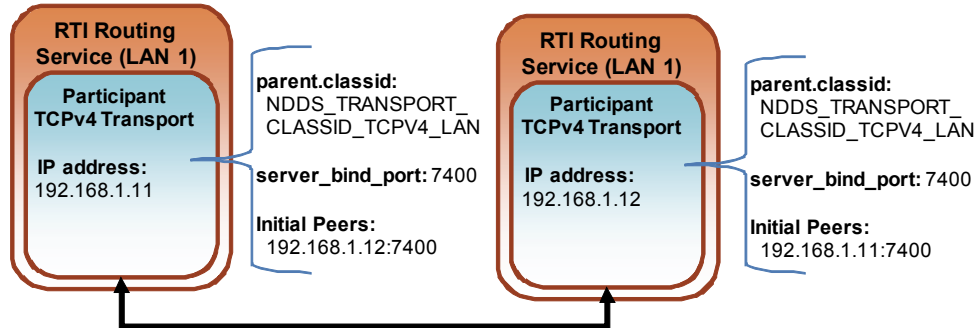 RTI Routing
Service (LAN 1)
Participant
TCPv4 Transport
IP address:
192.168.1.11
parent.classid:
NDDS_TRANSPORT_
CLASSID_TCPV4_LAN
server_bind_port: 7400
Initial Peers:
192.168.1.12:7400
RTI Routing
Service (LAN 1)
Participant
TCPv4 Transport
IP address:
192.168.1.12
parent.classid:
NDDS_TRANSPORT_
CLASSID_TCPV4_LAN
server_bind_port: 7400
Initial Peers:
192.168.1.11:7400